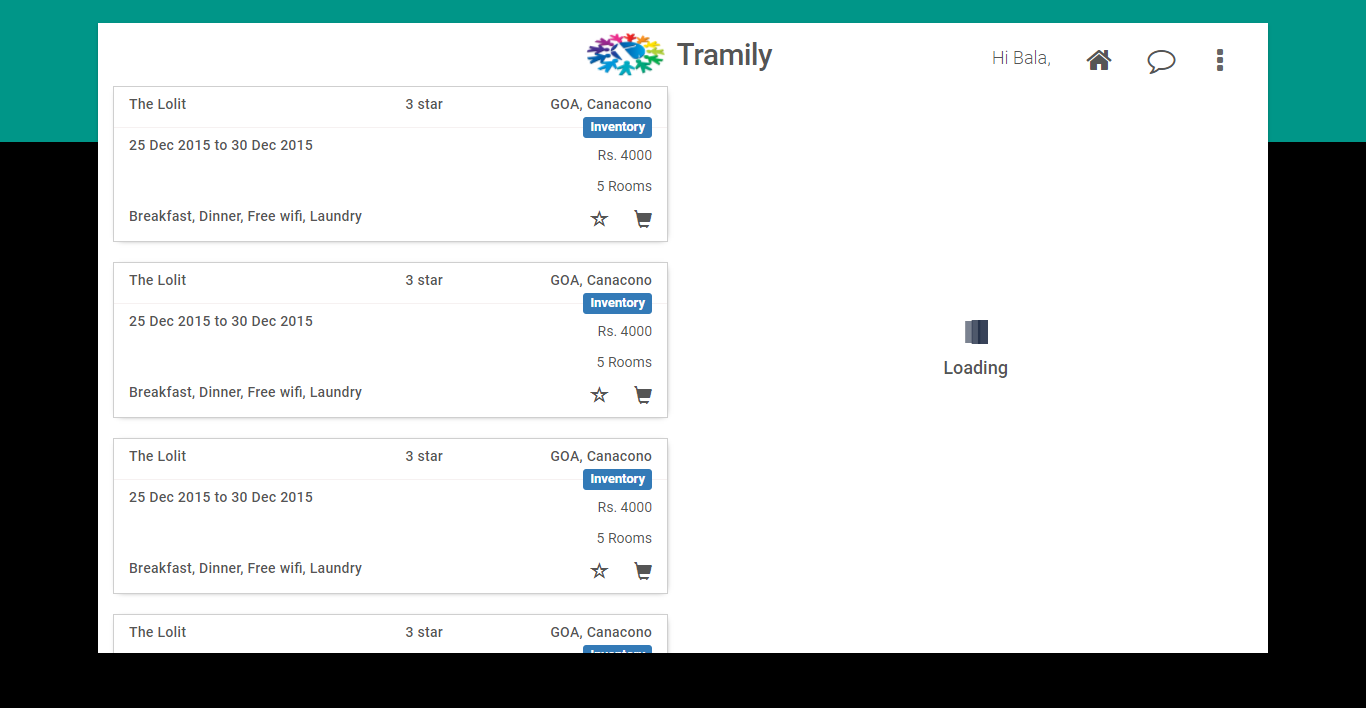 Tramily
Hi Bala,
The Lolit 3 star GOA, Canacono
Inventory
25 Dec 2015 to 30 Dec 2015
Rs. 4000
5 Rooms
Breakfast, Dinner, Free wifi, Laundry
The Lolit 3 star GOA, Canacono
Inventory
25 Dec 2015 to 30 Dec 2015
Rs. 4000
5 Rooms
Breakfast, Dinner, Free wifi, Laundry
The Lolit 3 star GOA, Canacono
Inventory
25 Dec 2015 to 30 Dec 2015
Rs. 4000
5 Rooms
Breakfast, Dinner, Free wifi, Laundry
The Lolit 3 star GOA, Canacono
Loading